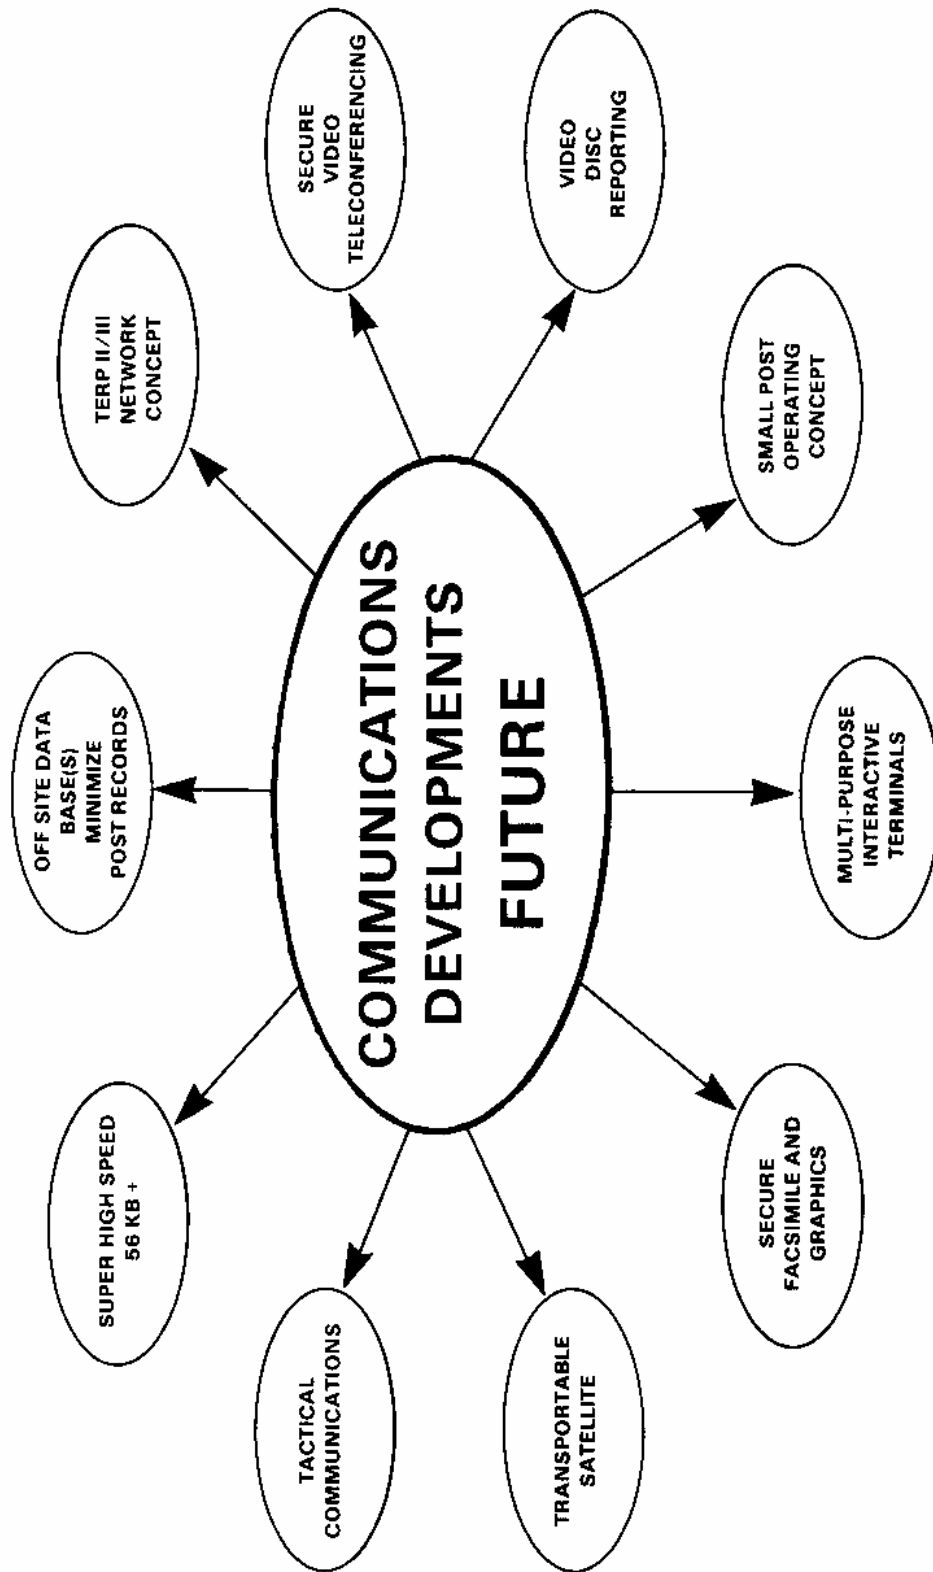 COMMUNICATIONS
DEVELOPMENTS
FUTURE
OFF SITE DATA
BASE(S)
MINIMIZE
POST RECORDS
TERP II/III
NETWORK
CONCEPT
SECURE
VIDEO
TELECONFERENCING
VIDEO
DISC
REPORTING
SMALL POST
OPERATING
CONCEPT
MULTI-PURPOSE
INTERACTIVE
TERMINALS
SECURE
FACSIMILE AND
GRAPHICS
TRANSPORTABLE
SATELLITE
TACTICAL
COMMUNICATIONS
SUPER HIGH SPEED
56 KB +